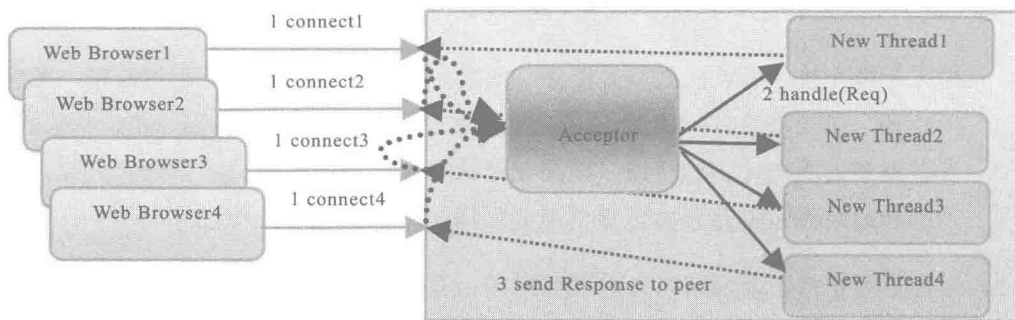 1 connect1
Web Browser1
New Thread1
1 connect2
Web Browser2
2 handle(Req)
1 connect3
Acceptor
New Thread2
Web Browser3
1 connect4
Web Browser4
New Thread3
3 send Response to peer
New Thread4